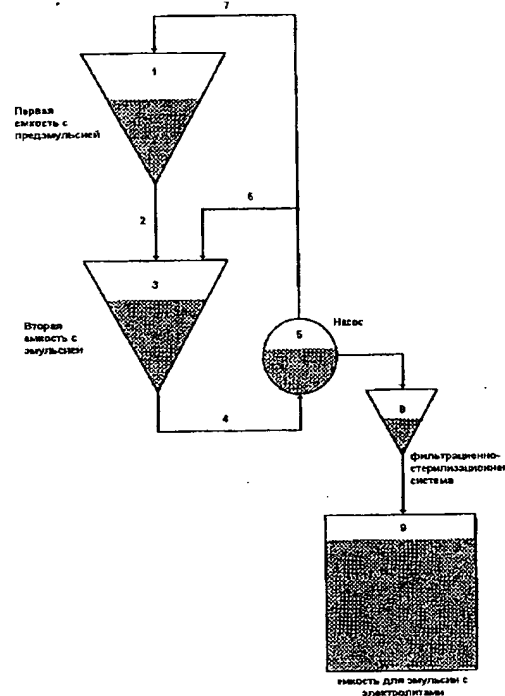 7
1
Первая
емкость с
предэмульсией
2
6
3
Вторая
емкость с
эмульсией
Насос
5
4
8
фильтрационно-
стерилизационная
система
9
емкость для эмульсии с
электролитами